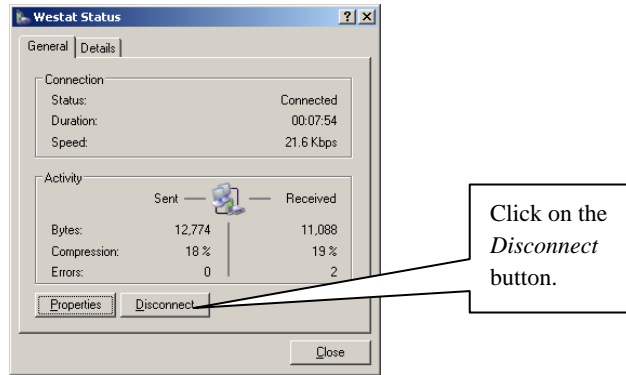 Westat Status
General Details
Connection
Status: Connected
Duration: 00:07:54
Speed: 21.6 Kbps
Activity
Sent Received
Bytes: 12,774 11,088
Compression: 18 % 19 %
Errors: 0 2
Properties Disconnect
Close
Click on the
Disconnect
button.